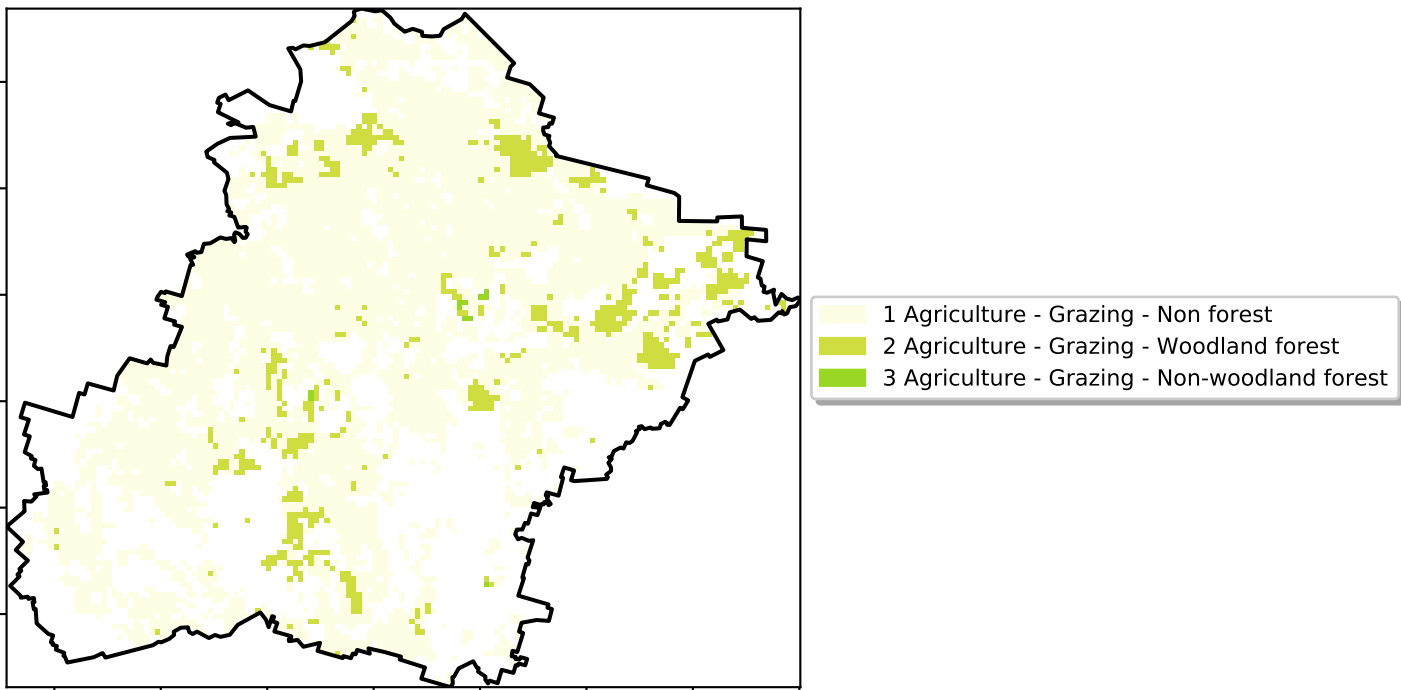 1 Agriculture - Grazing - Non forest
2 Agriculture - Grazing - Woodland forest
3 Agriculture - Grazing - Non-woodland forest